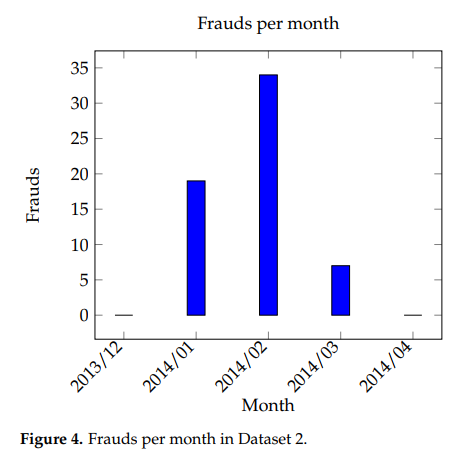 Frauds per month
35
30
25
20
15
10
5
0
Frauds
2013/12 2014/01 2014/02 2014/03 2014/04
Month
Figure 4. Frauds per month in Dataset 2.